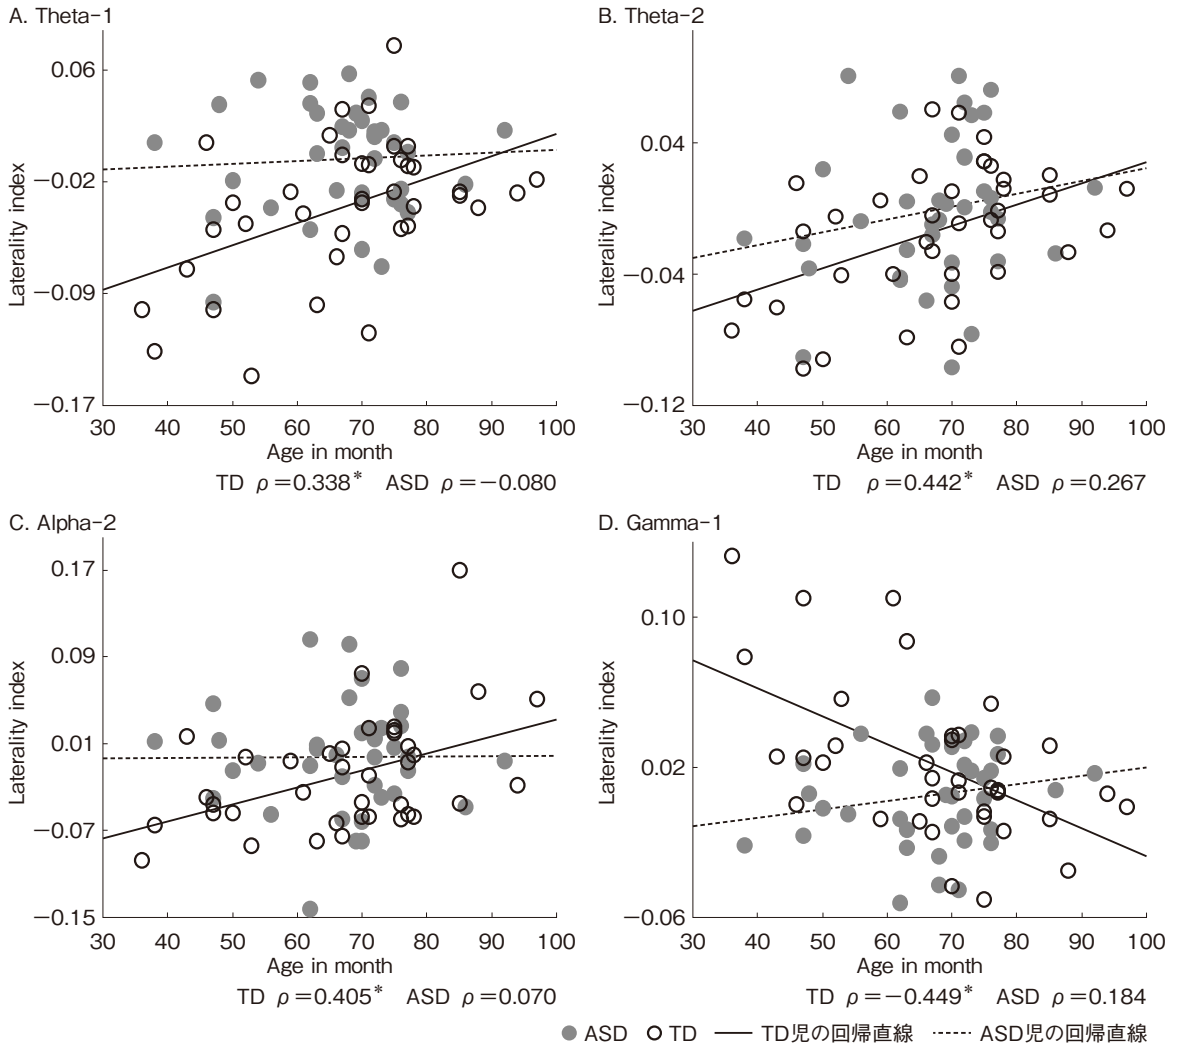 A. Theta−1
0.06
−0.02
−0.09
−0.17
Laterality index
30 40 50 60 70 80 90 100
Age in month
TD ρ=0.338* ASD ρ=−0.080
B. Theta−2
0.04
−0.04
−0.12
Laterality index
30 40 50 60 70 80 90 100
Age in month
TD ρ=0.442* ASD ρ=0.267
C. Alpha−2
0.17
0.09
0.01
−0.07
−0.15
Laterality index
30 40 50 60 70 80 90 100
Age in month
TD ρ=0.405* ASD ρ=0.070
D. Gamma−1
0.10
0.02
−0.06
Laterality index
30 40 50 60 70 80 90 100
Age in month
TD ρ=−0.449* ASD ρ=0.184
ASD TD TD児の回帰直線 ASD児の回帰直線